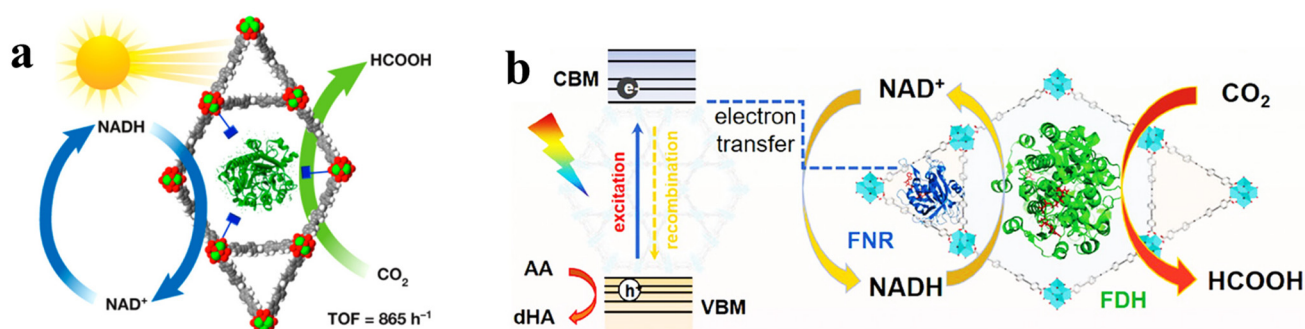 a
HCOOH
NADH
NAD⁺
CO₂
TOF = 865 h⁻¹
b
CBM
e⁻
electron
transfer
excitation
recombination
AA
dHA
h⁺
VBM
NAD⁺
CO₂
FNR
NADH
FDH
HCOOH